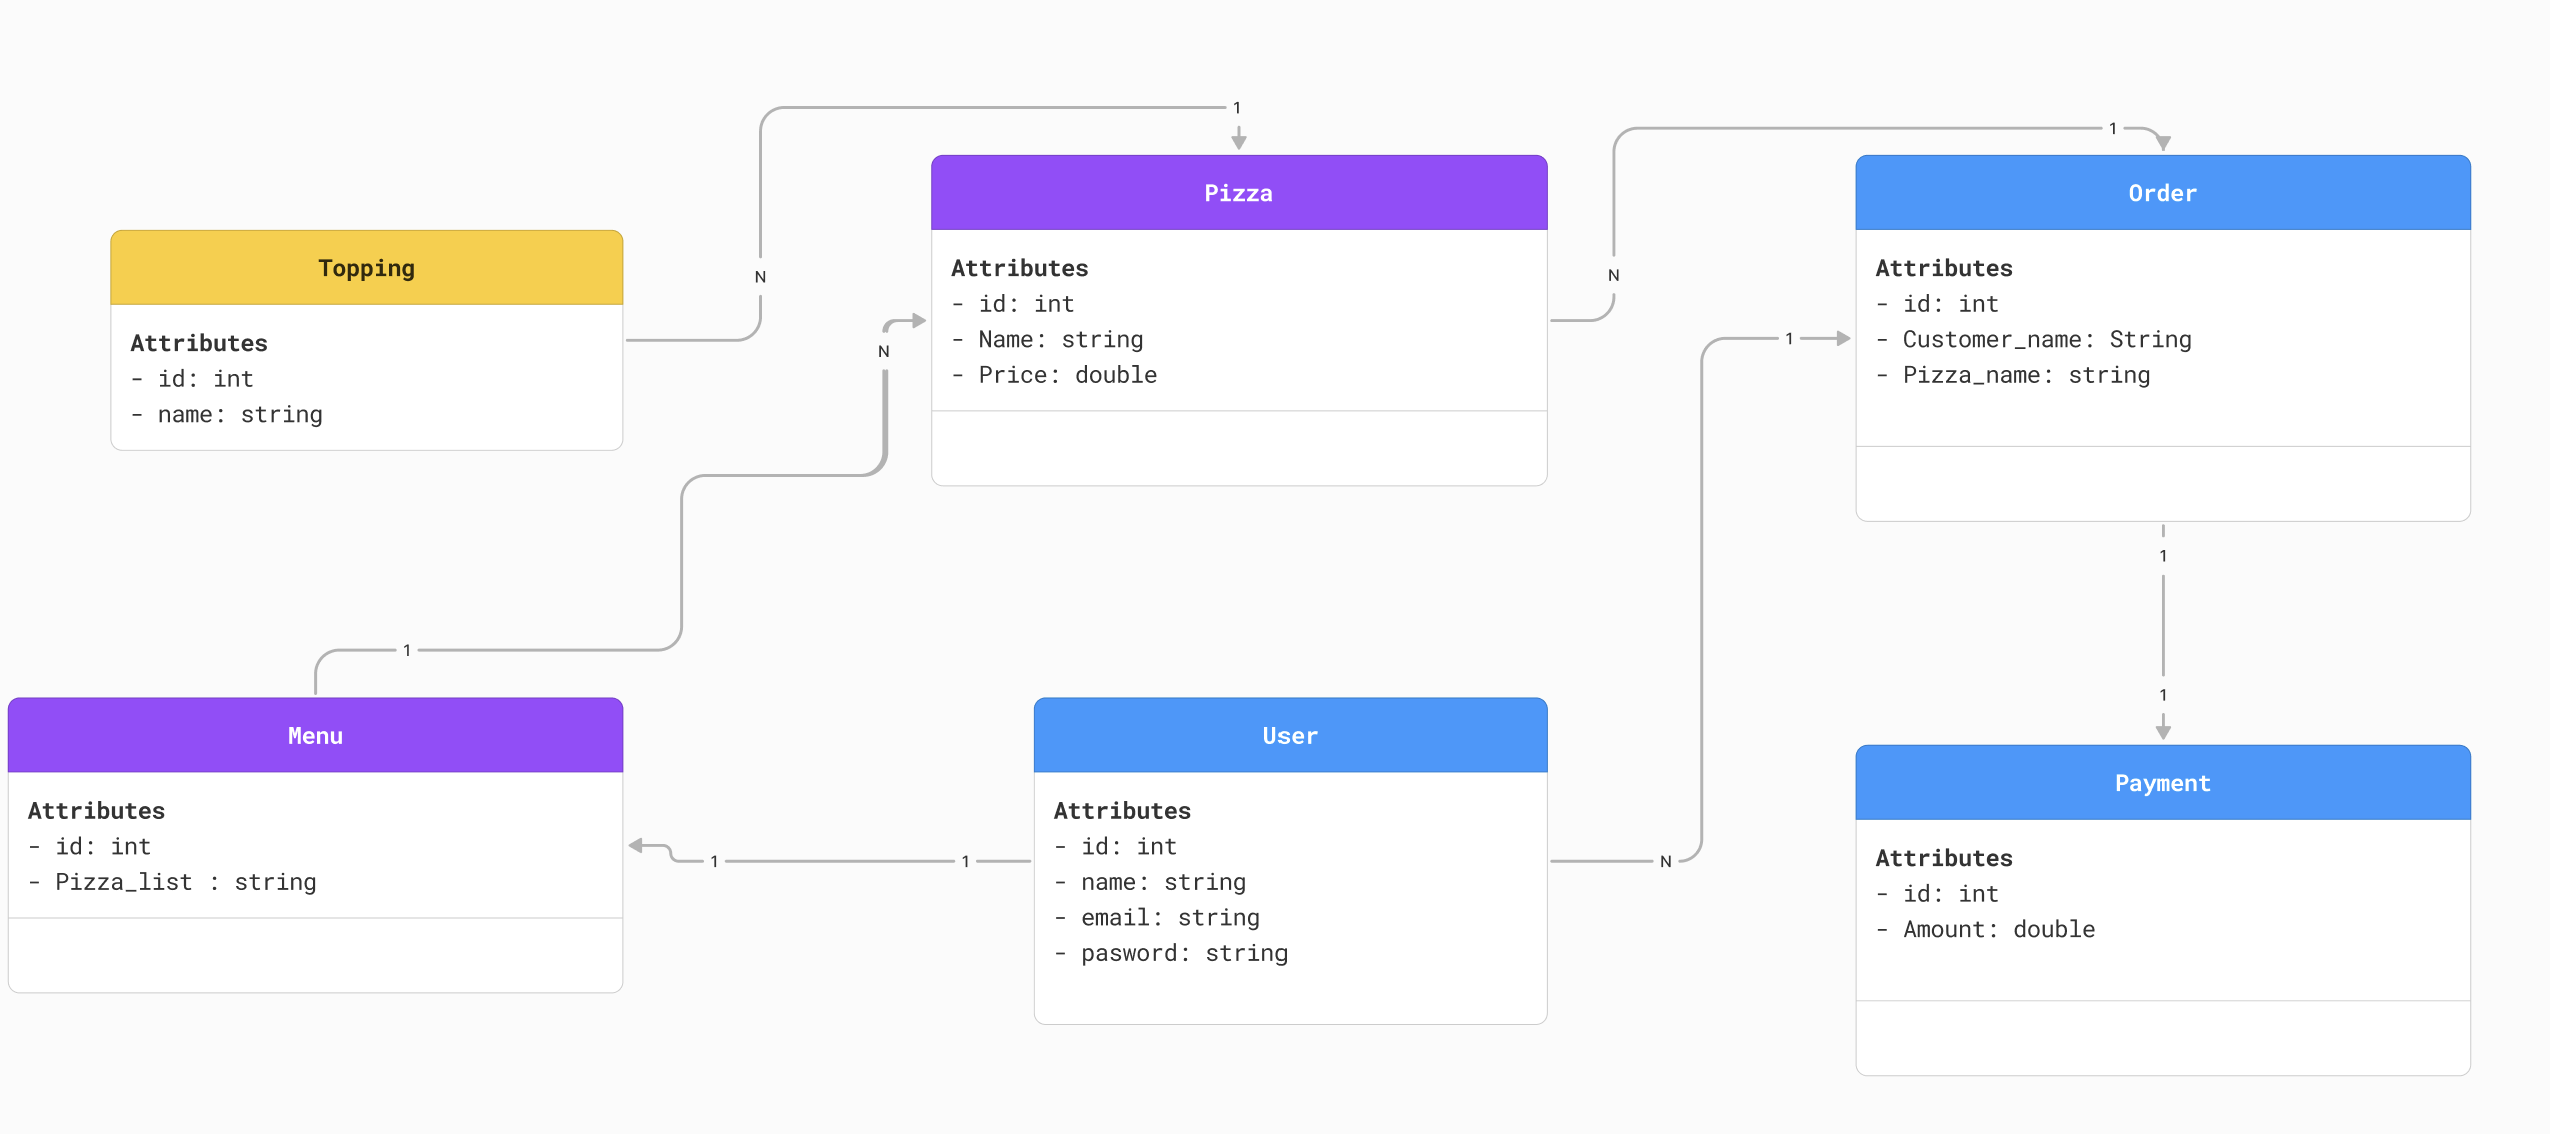 1
1
Pizza
Order
Topping
N
N
Attributes
- id: int
- Name: string
- Price: double
Attributes
- id: int
- Customer_name: String
- Pizza_name: string
Attributes
- id: int
- name: string
N
1
1
1
1
Menu
User
Payment
Attributes
- id: int
- Pizza_list : string
1
1
Attributes
- id: int
- name: string
- email: string
- pasword: string
N
Attributes
- id: int
- Amount: double